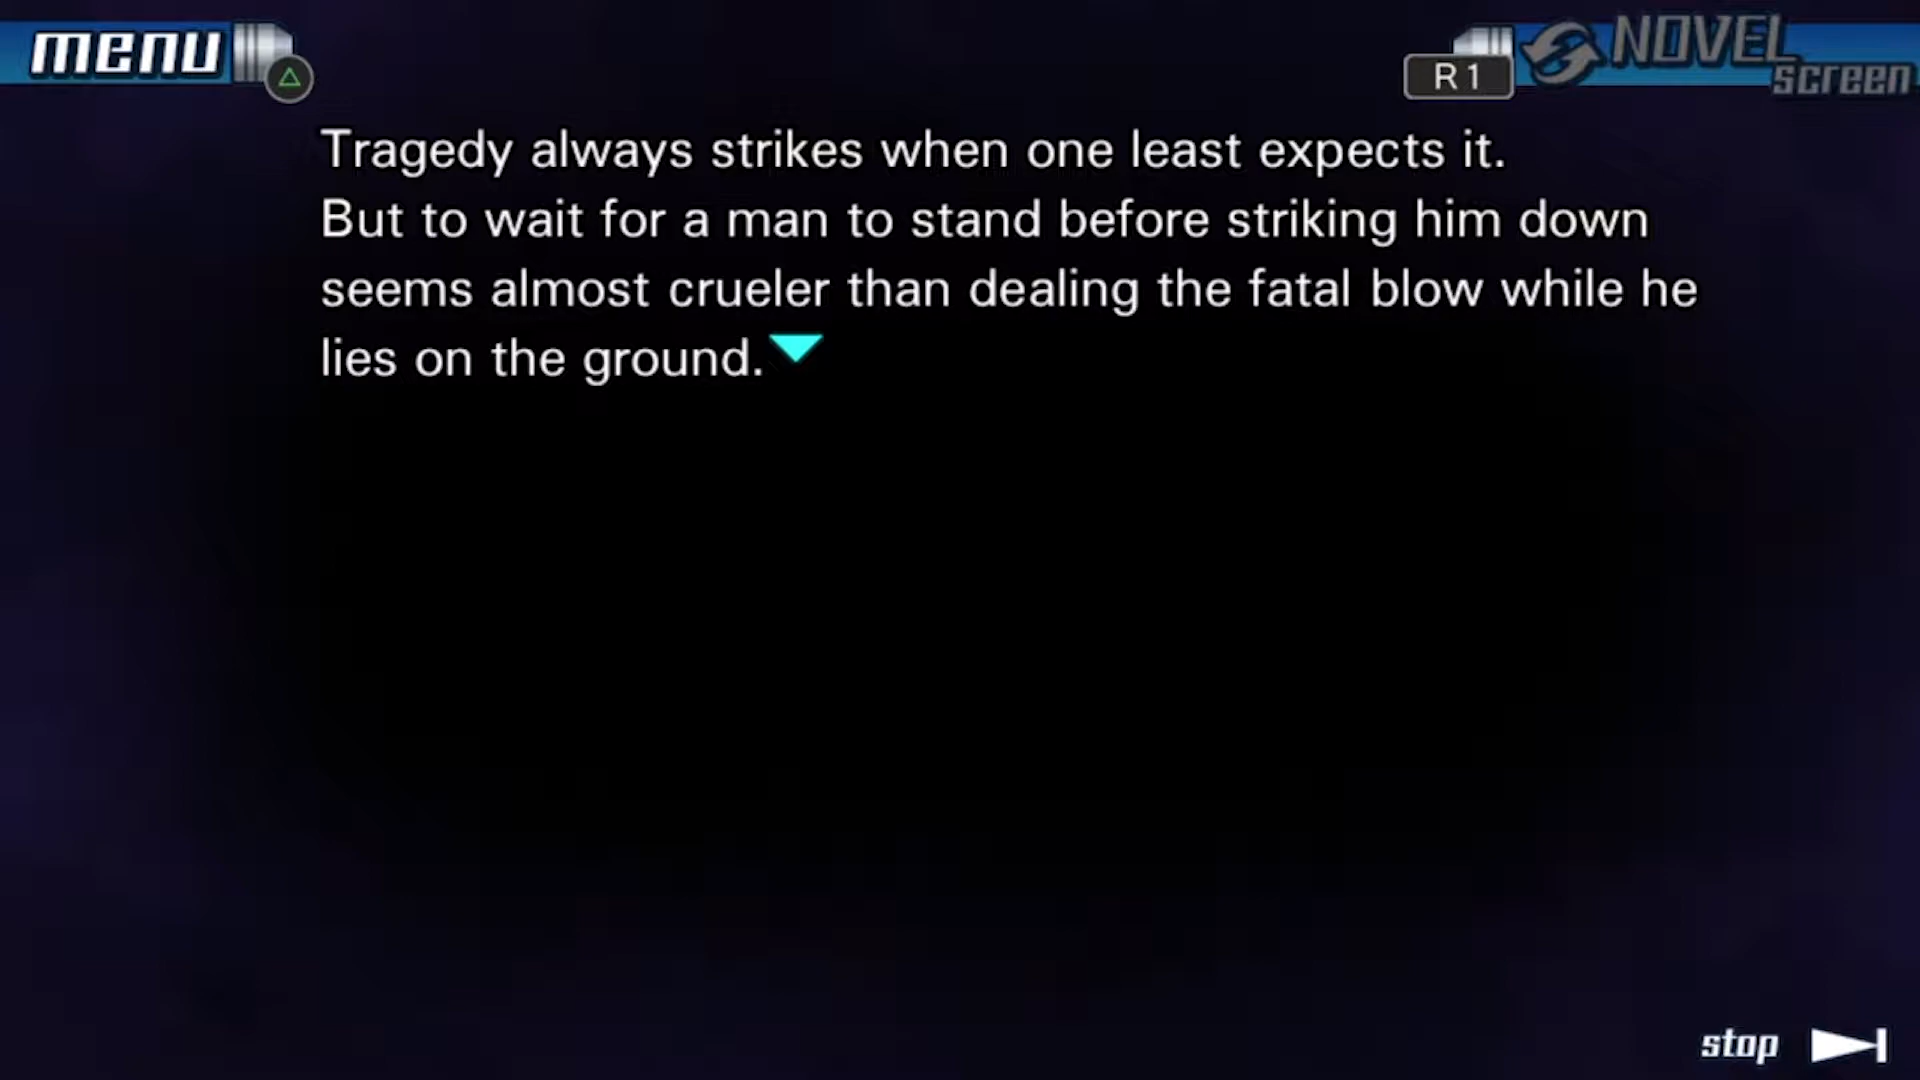 menu
R1
NOVEL
screen
Tragedy always strikes when one least expects it.
But to wait for a man to stand before striking him down
seems almost crueler than dealing the fatal blow while he
lies on the ground.
stop